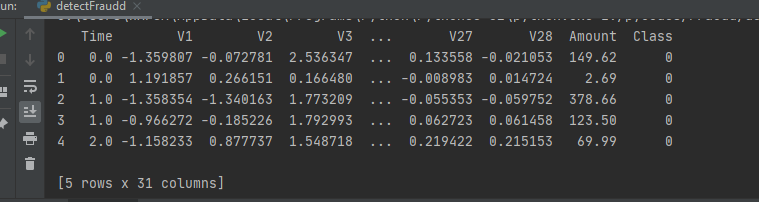 un: detectFraudd
Time V1 V2 V3 ... V27 V28 Amount Class
0 0.0 -1.359807 -0.072781 2.536347 ... 0.133558 -0.021053 149.62 0
1 0.0 1.191857 0.266151 0.166480 ... -0.008983 0.014724 2.69 0
2 1.0 -1.358354 -1.340163 1.773209 ... -0.055353 -0.059752 378.66 0
3 1.0 -0.966272 -0.185226 1.792993 ... 0.062723 0.061458 123.50 0
4 2.0 -1.158233 0.877737 1.548718 ... 0.219422 0.215153 69.99 0
[5 rows x 31 columns]